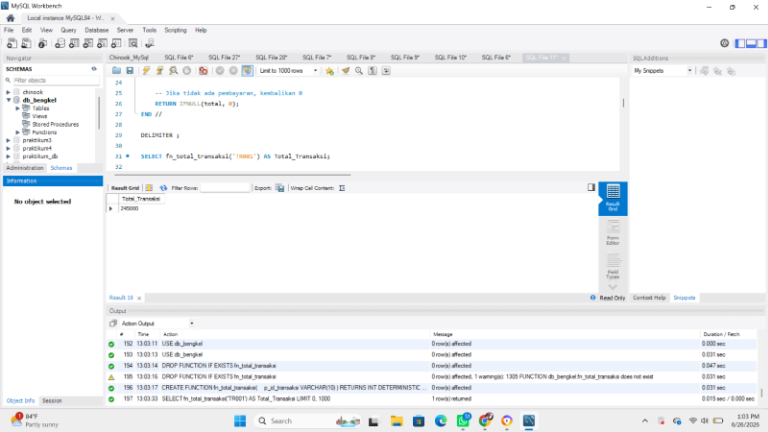 MySQL Workbench
Local instance MySQL84 - W...
File Edit View Query Database Server Tools Scripting Help
Navigator
SCHEMAS
Filter objects
chinook
db_bengkel
Tables
Views
Stored Procedures
Functions
praktikum3
praktikum4
praktikum_db
Administration Schemas
Information
No object selected
Object Info Session
Chinook_MySql SQL File 6* SQL File 27* SQL File 28* SQL File 7* SQL File 8* SQL File 9* SQL File 10* SQL File 6* SQL File 11*
Limit to 1000 rows
24
25 -- Jika tidak ada pembayaran, kembalikan 0
26 RETURN IFNULL(total, 0);
27 END //
28
29 DELIMITER ;
30
31 SELECT fn_total_transaksi('TR001') AS Total_Transaksi;
32
Result Grid Filter Rows: Export: Wrap Cell Content:
Total_Transaksi
245000
Result Grid
Form Editor
Field Types
Result 18
Read Only
SQLAdditions
My Snippets
Context Help Snippets
Output
Action Output
# Time Action Message Duration / Fetch
192 13:03:11 USE db_bengkel 0 row(s) affected 0.000 sec
193 13:03:13 USE db_bengkel 0 row(s) affected 0.031 sec
194 13:03:14 DROP FUNCTION IF EXISTS fn_total_transaksi 0 row(s) affected 0.047 sec
195 13:03:16 DROP FUNCTION IF EXISTS fn_total_transaksi 0 row(s) affected, 1 warning(s): 1305 FUNCTION db_bengkel.fn_total_transaksi does not exist 0.031 sec
196 13:03:17 CREATE FUNCTION fn_total_transaksi( p_id_transaksi VARCHAR(10) ) RETURNS INT DETERMINISTIC ... 0 row(s) affected 0.031 sec
197 13:03:33 SELECT fn_total_transaksi('TR001') AS Total_Transaksi LIMIT 0, 1000 1 row(s) returned 0.015 sec / 0.000 sec
84°F
Partly sunny
Search
1:03 PM
6/26/2026